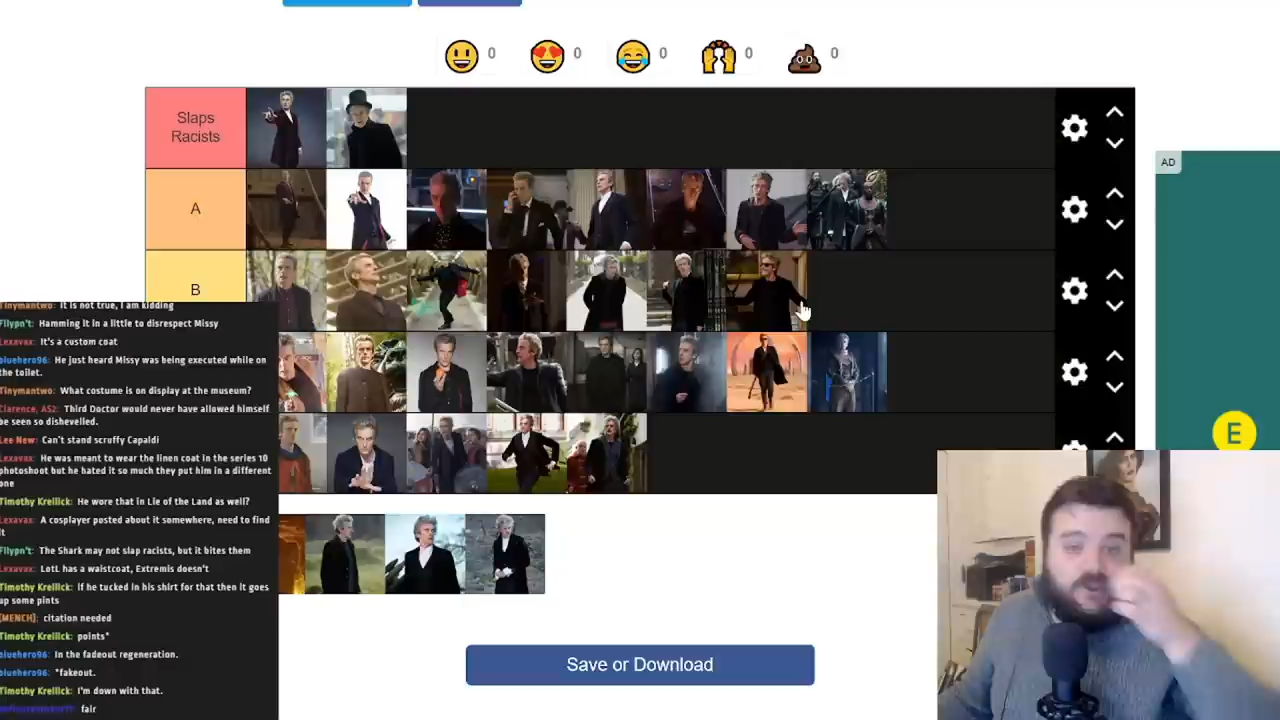 0 0 0 0 0
Slaps
Racists
A
B
AD
E
Tinymantwo: It is not true, I am kidding
Filypn't: Hamming it in a little to disrespect Missy
Lexavax: It's a custom coat
bluehero96: He just heard Missy was being executed while on
the toilet.
Tinymantwo: What costume is on display at the museum?
Clarence, AS2: Third Doctor would never have allowed himself
be seen so dishevelled.
Lee New: Can't stand scruffy Capaldi
Lexavax: He was meant to wear the linen coat in the series 10
photoshoot but he hated it so much they put him in a different
one
Timothy Krellick: He wore that in Lie of the Land as well?
Lexavax: A cosplayer posted about it somewhere, need to find
it
Filypn't: The Shark may not slap racists, but it bites them
Lexavax: LotL has a waistcoat, Extremis doesn't
Timothy Krellick: if he tucked in his shirt for that then it goes
up some pints
[MENCH]: citation needed
Timothy Krellick: points*
bluehero96: In the fadeout regeneration.
bluehero96: *fakeout.
Timothy Krellick: I'm down with that.
fair
Save or Download